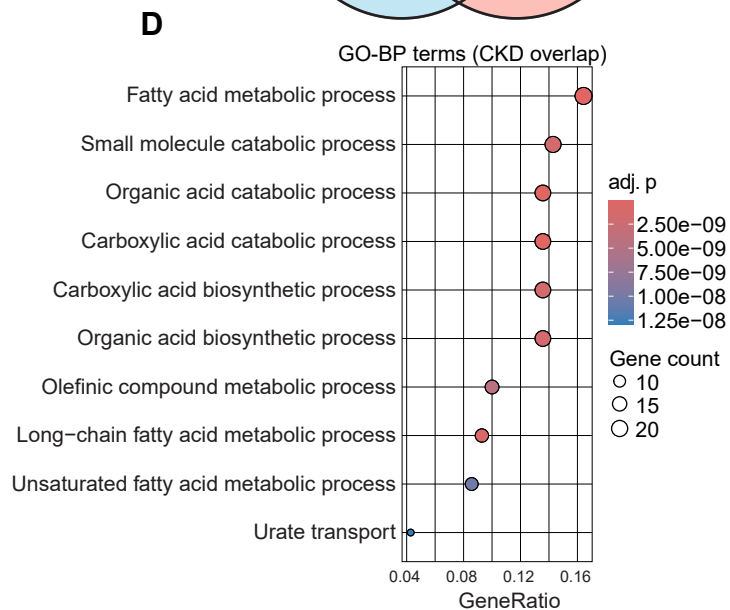 D
GO-BP terms (CKD overlap)
Fatty acid metabolic process
Small molecule catabolic process
Organic acid catabolic process
Carboxylic acid catabolic process
Carboxylic acid biosynthetic process
Organic acid biosynthetic process
Olefinic compound metabolic process
Long−chain fatty acid metabolic process
Unsaturated fatty acid metabolic process
Urate transport
0.04 0.08 0.12 0.16
GeneRatio
adj. p
2.50e−09
5.00e−09
7.50e−09
1.00e−08
1.25e−08
Gene count
10
15
20